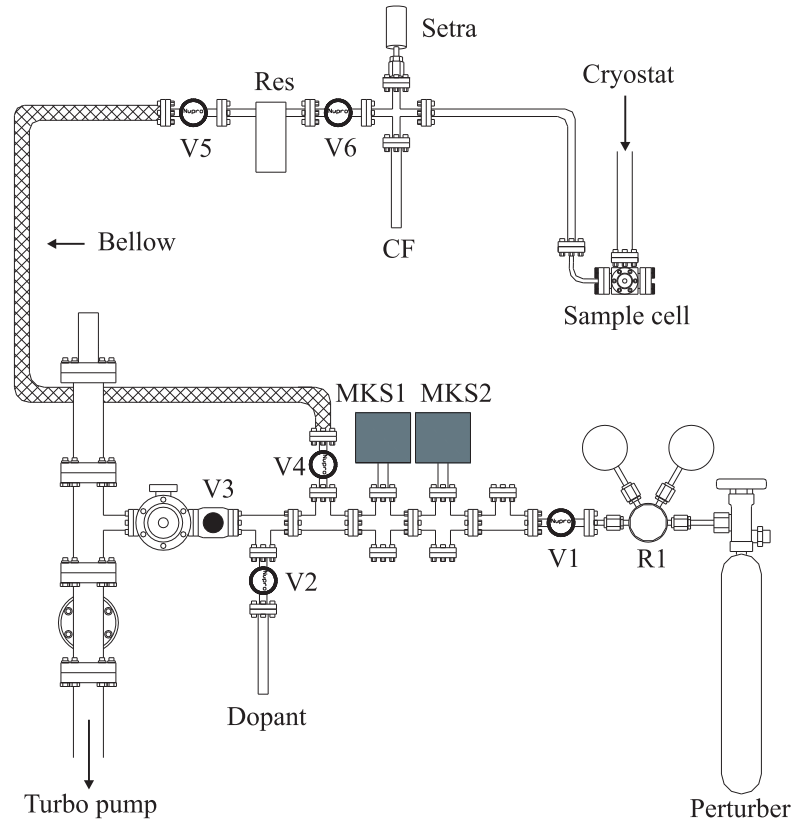 Setra
Res
Cryostat
Nupro
Nupro
V5
V6
Bellow
CF
Sample cell
MKS1
MKS2
V4
Nupro
V3
Nupro
V1
R1
Nupro
V2
Dopant
Turbo pump
Perturber